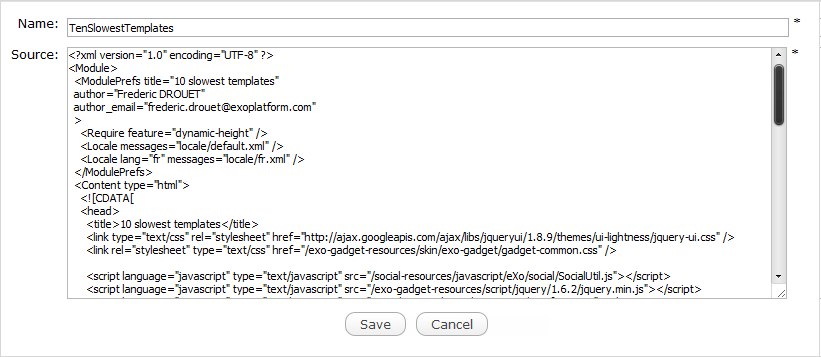 Name: TenSlowestTemplates *
Source: <?xml version="1.0" encoding="UTF-8" ?> *
<Module>
<ModulePrefs title="10 slowest templates"
author="Frederic DROUET"
author_email="frederic.drouet@exoplatform.com"
>
<Require feature="dynamic-height" />
<Locale messages="locale/default.xml" />
<Locale lang="fr" messages="locale/fr.xml" />
</ModulePrefs>
<Content type="html">
<![CDATA[
<head>
<title>10 slowest templates</title>
<link type="text/css" rel="stylesheet" href="http://ajax.googleapis.com/ajax/libs/jqueryui/1.8.9/themes/ui-lightness/jquery-ui.css" />
<link rel="stylesheet" type="text/css" href="/exo-gadget-resources/skin/exo-gadget/gadget-common.css" />
<script language="javascript" type="text/javascript" src="/social-resources/javascript/eXo/social/SocialUtil.js"></script>
<script language="javascript" type="text/javascript" src="/exo-gadget-resources/script/jquery/1.6.2/jquery.min.js"></script>
Save Cancel